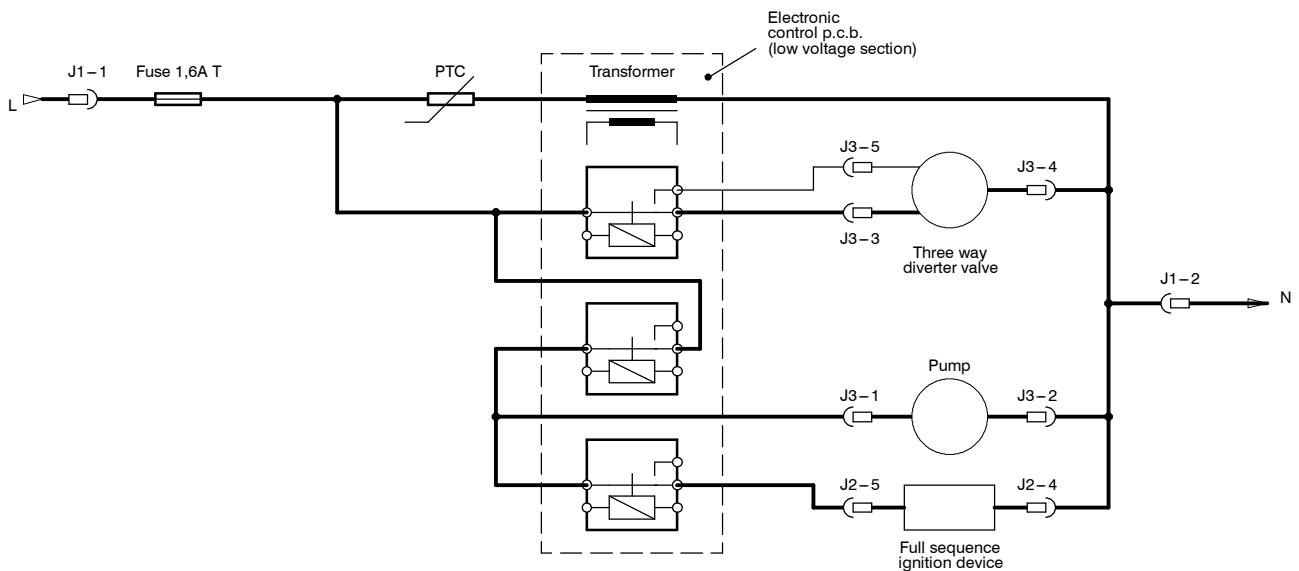 Electronic
control p.c.b.
(low voltage section)
J1–1
Fuse 1,6A T
PTC
Transformer
L
J3–5
J3–4
J3–3
Three way
diverter valve
J1–2
N
Pump
J3–1
J3–2
J2–5
J2–4
Full sequence
ignition device